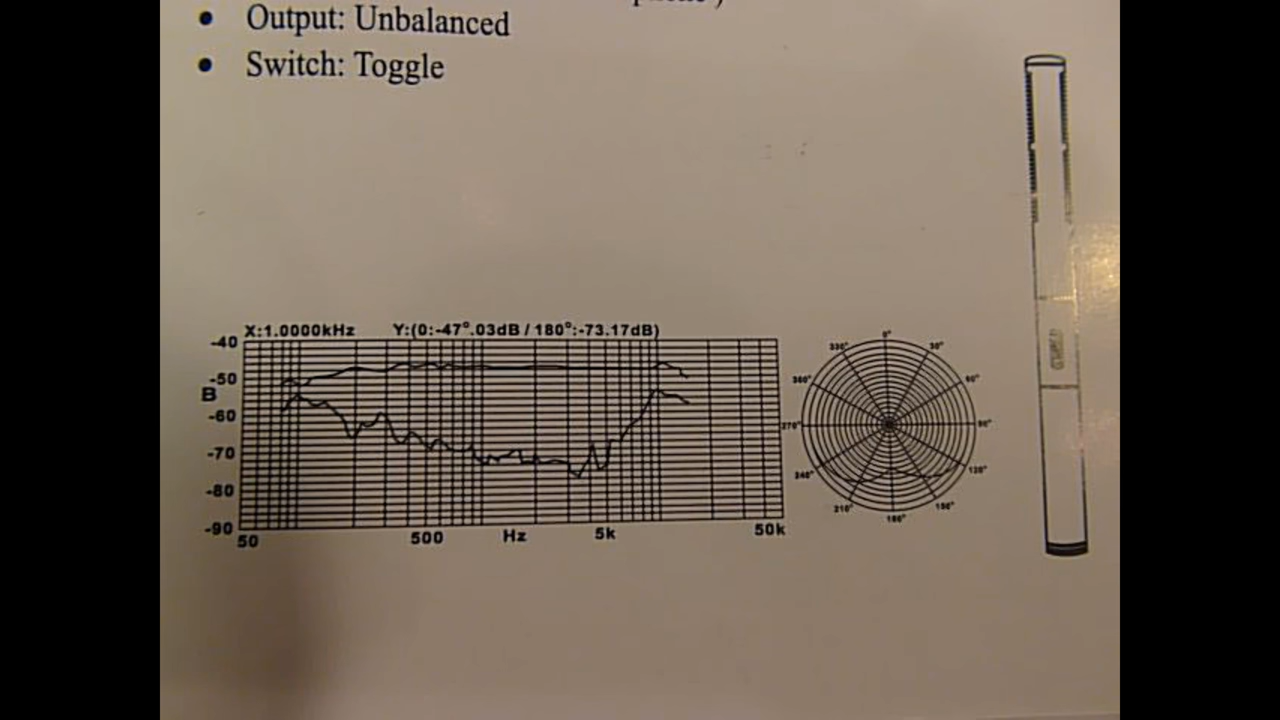 • Output: Unbalanced
• Switch: Toggle
X:1.0000kHz Y:(0:-47°.03dB / 180°:-73.17dB)
-40
-50
B
-60
-70
-80
-90
50 500 Hz 5k 50k
0°
330° 30°
300° 60°
270° 90°
240° 120°
210° 150°
180°